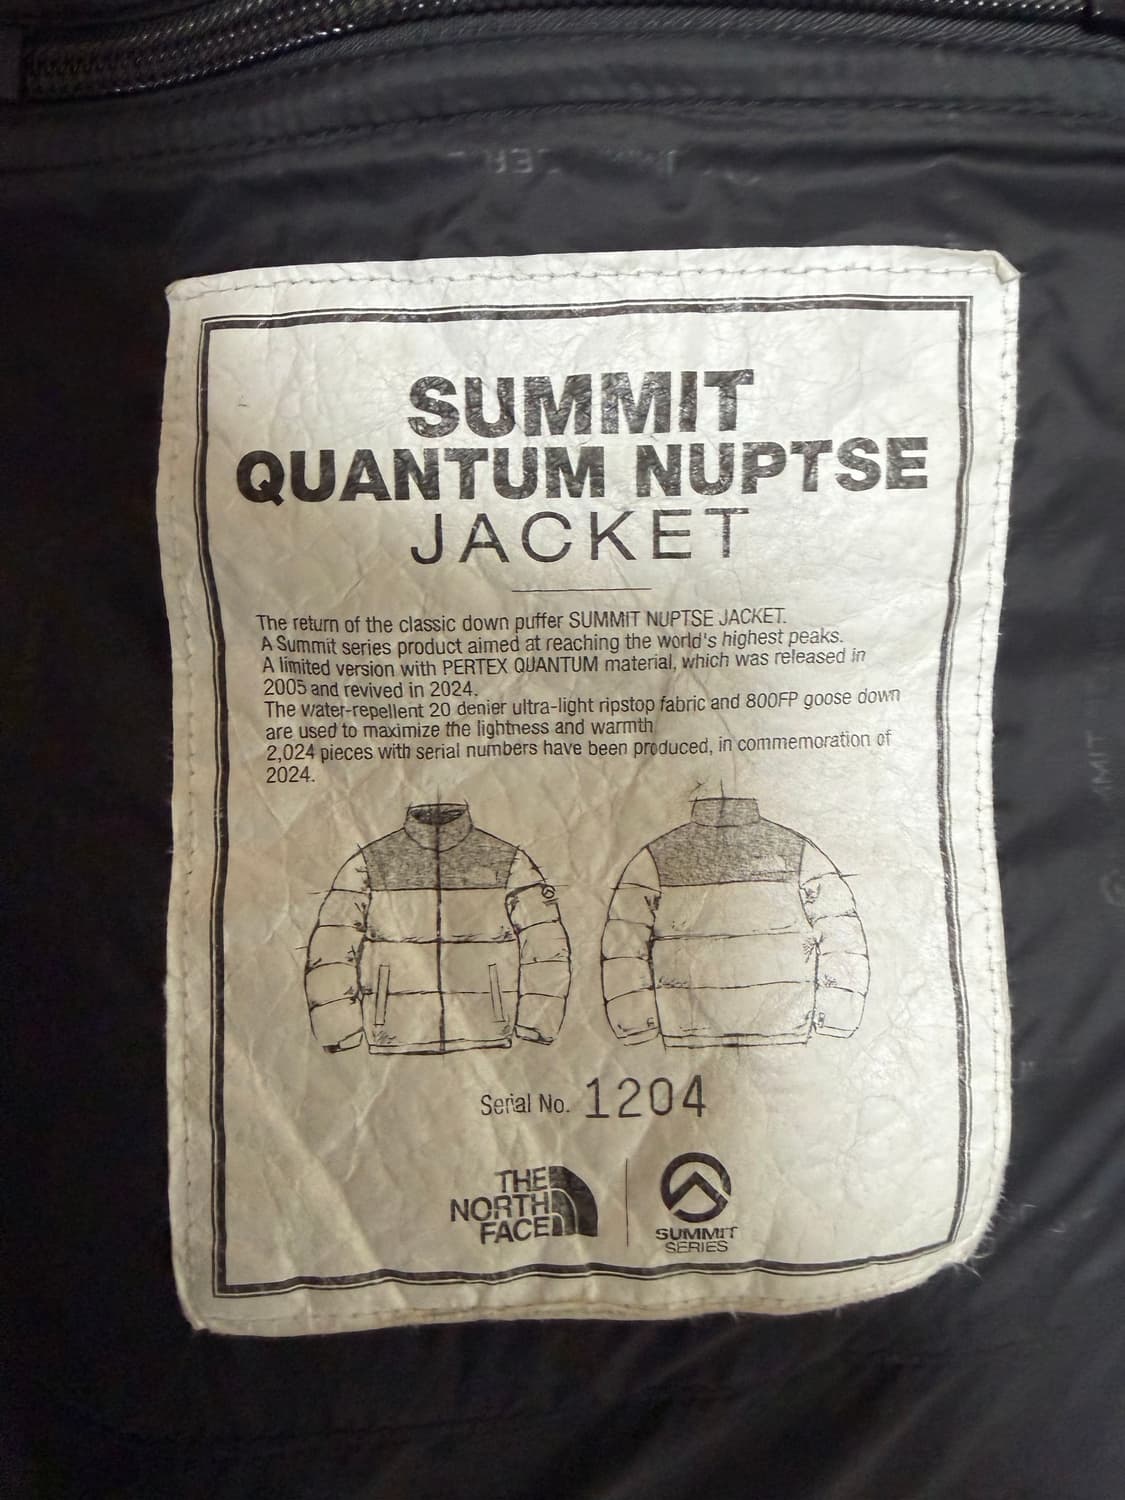 SUMMIT
QUANTUM NUPTSE
JACKET
The return of the classic down puffer SUMMIT NUPTSE JACKET.
A Summit series product aimed at reaching the world's highest peaks.
A limited version with PERTEX QUANTUM material, which was released in
2005 and revived in 2024.
The water-repellent 20 denier ultra-light ripstop fabric and 800FP goose down
are used to maximize the lightness and warmth
2,024 pieces with serial numbers have been produced, in commemoration of
2024.
Serial No. 1204
THE
NORTH
FACE
SUMMIT
SERIES